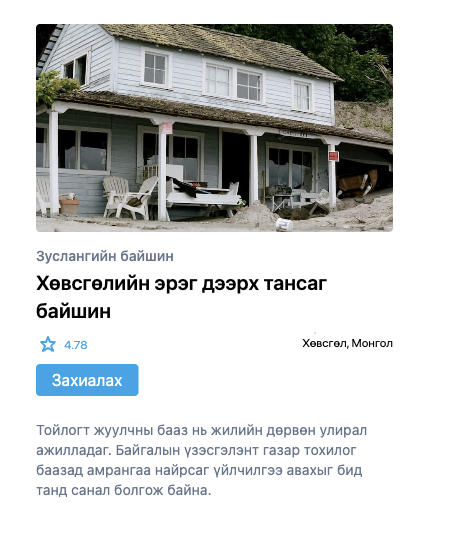 Зуслангийн байшин
Хөвсгөлийн эрэг дээрх тансаг
байшин
4.78
Хөвсгөл, Монгол
Захиалах
Тойлогт жуулчны бааз нь жилийн дөрвөн улирал
ажилладаг. Байгалын үзэсгэлэнт газар тохилог
баазад амрангаа найрсаг үйлчилгээ авахыг бид
танд санал болгож байна.